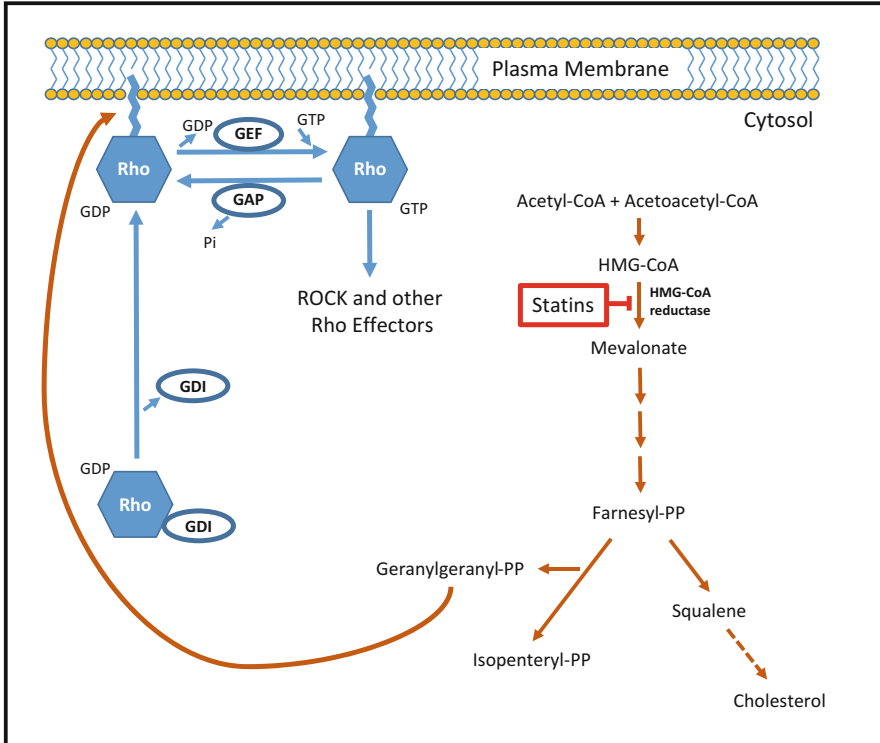 Plasma Membrane
Cytosol
GDP
GEF
GTP
Rho
Rho
GDP
GAP
GTP
Pi
ROCK and other
Rho Effectors
GDI
GDP
Rho
GDI
Acetyl-CoA + Acetoacetyl-CoA
HMG-CoA
Statins
HMG-CoA
reductase
Mevalonate
Farnesyl-PP
Geranylgeranyl-PP
Squalene
Isopenteryl-PP
Cholesterol